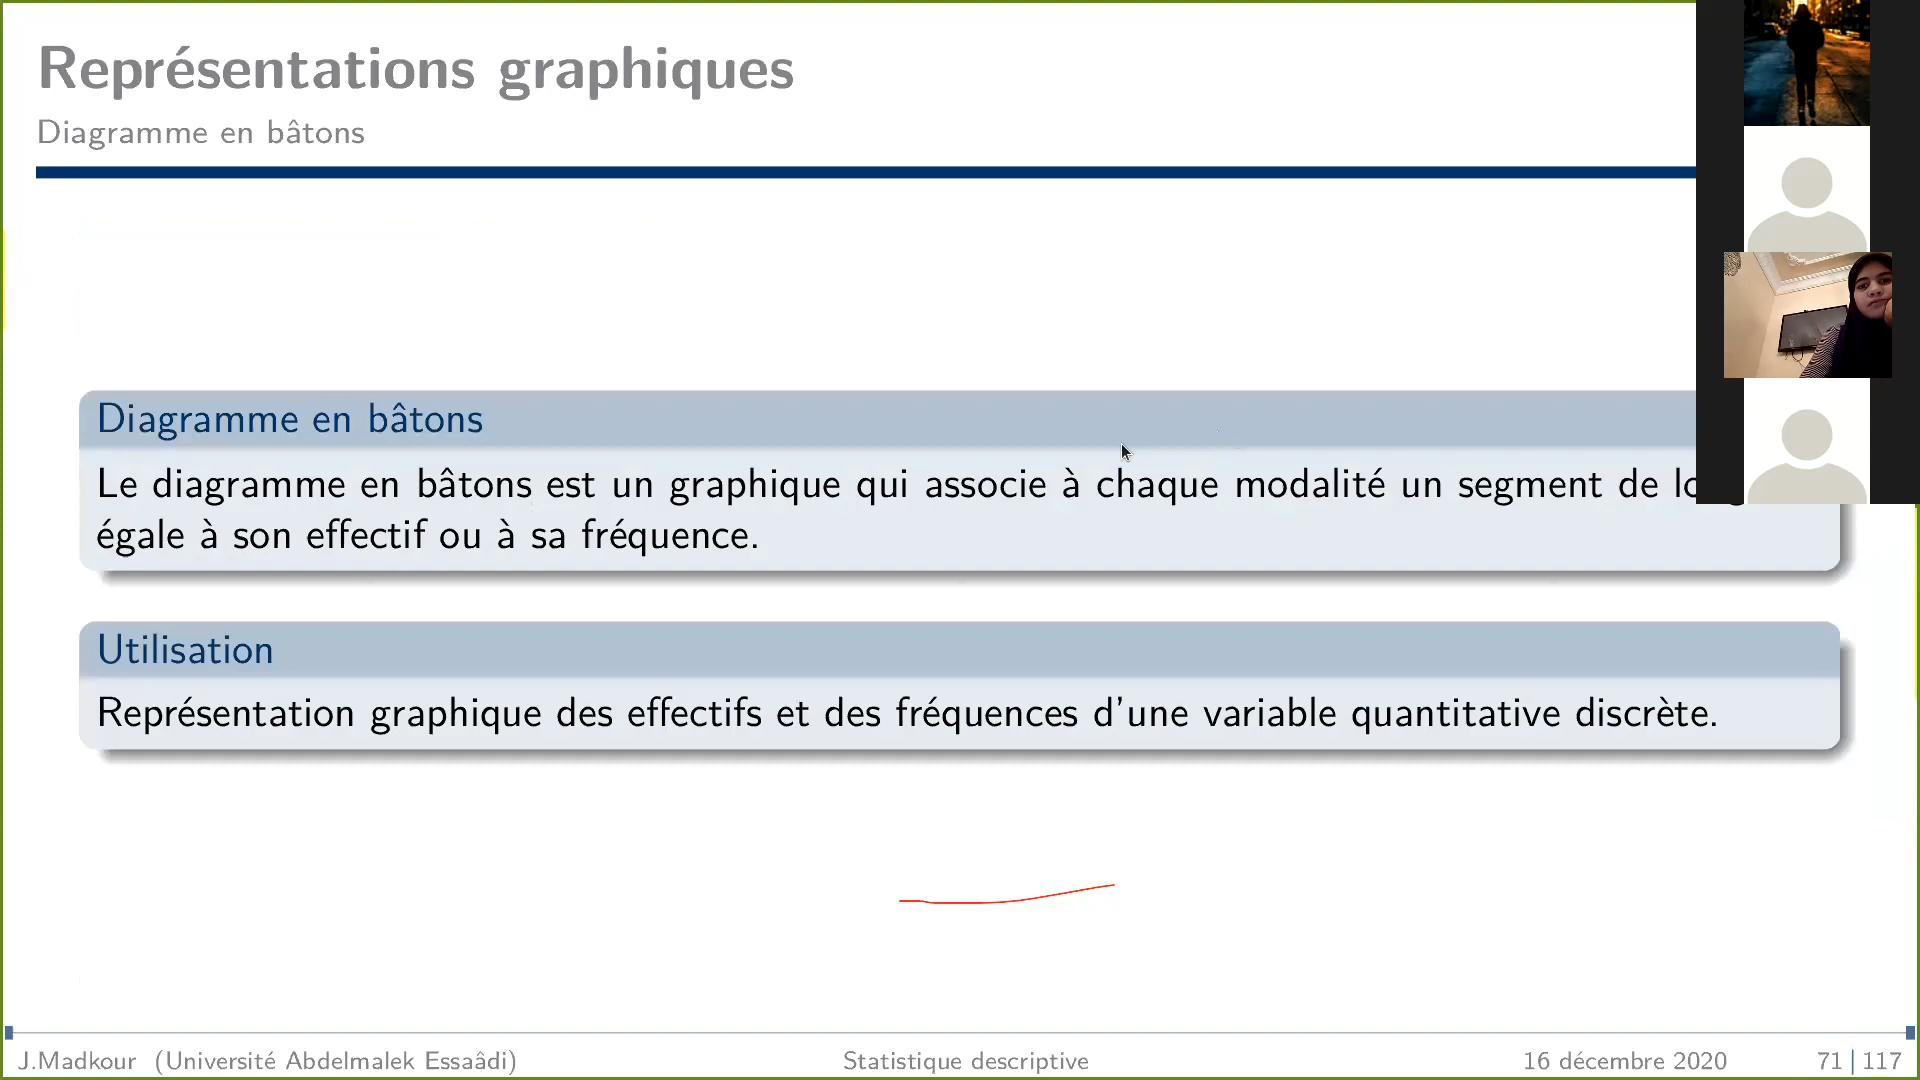 Représentations graphiques
Diagramme en bâtons
Diagramme en bâtons
Le diagramme en bâtons est un graphique qui associe à chaque modalité un segment de
égale à son effectif ou à sa fréquence.
Utilisation
Représentation graphique des effectifs et des fréquences d'une variable quantitative discrète.
J.Madkour (Université Abdelmalek Essaâdi)
Statistique descriptive
16 décembre 2020
71 | 117